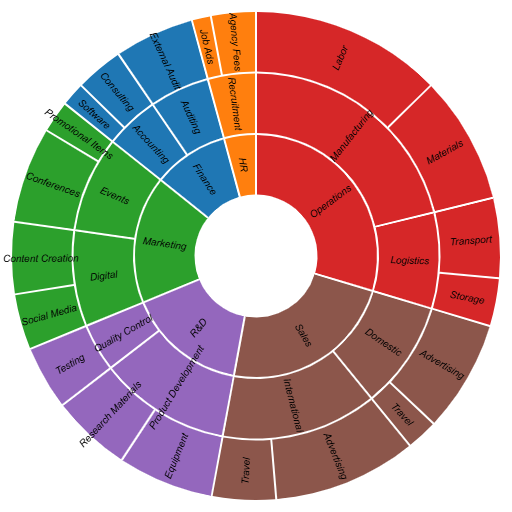 Agency Fees
Job Ads
External Audit
Consulting
Software
Promotional Items
Conferences
Content Creation
Social Media
Testing
Research Materials
Equipment
Travel
Advertising
Travel
Advertising
Storage
Transport
Materials
Labor
Recruitment
Auditing
Accounting
Events
Digital
Quality Control
Product Development
International
Domestic
Logistics
Manufacturing
HR
Finance
Marketing
R&D
Sales
Operations